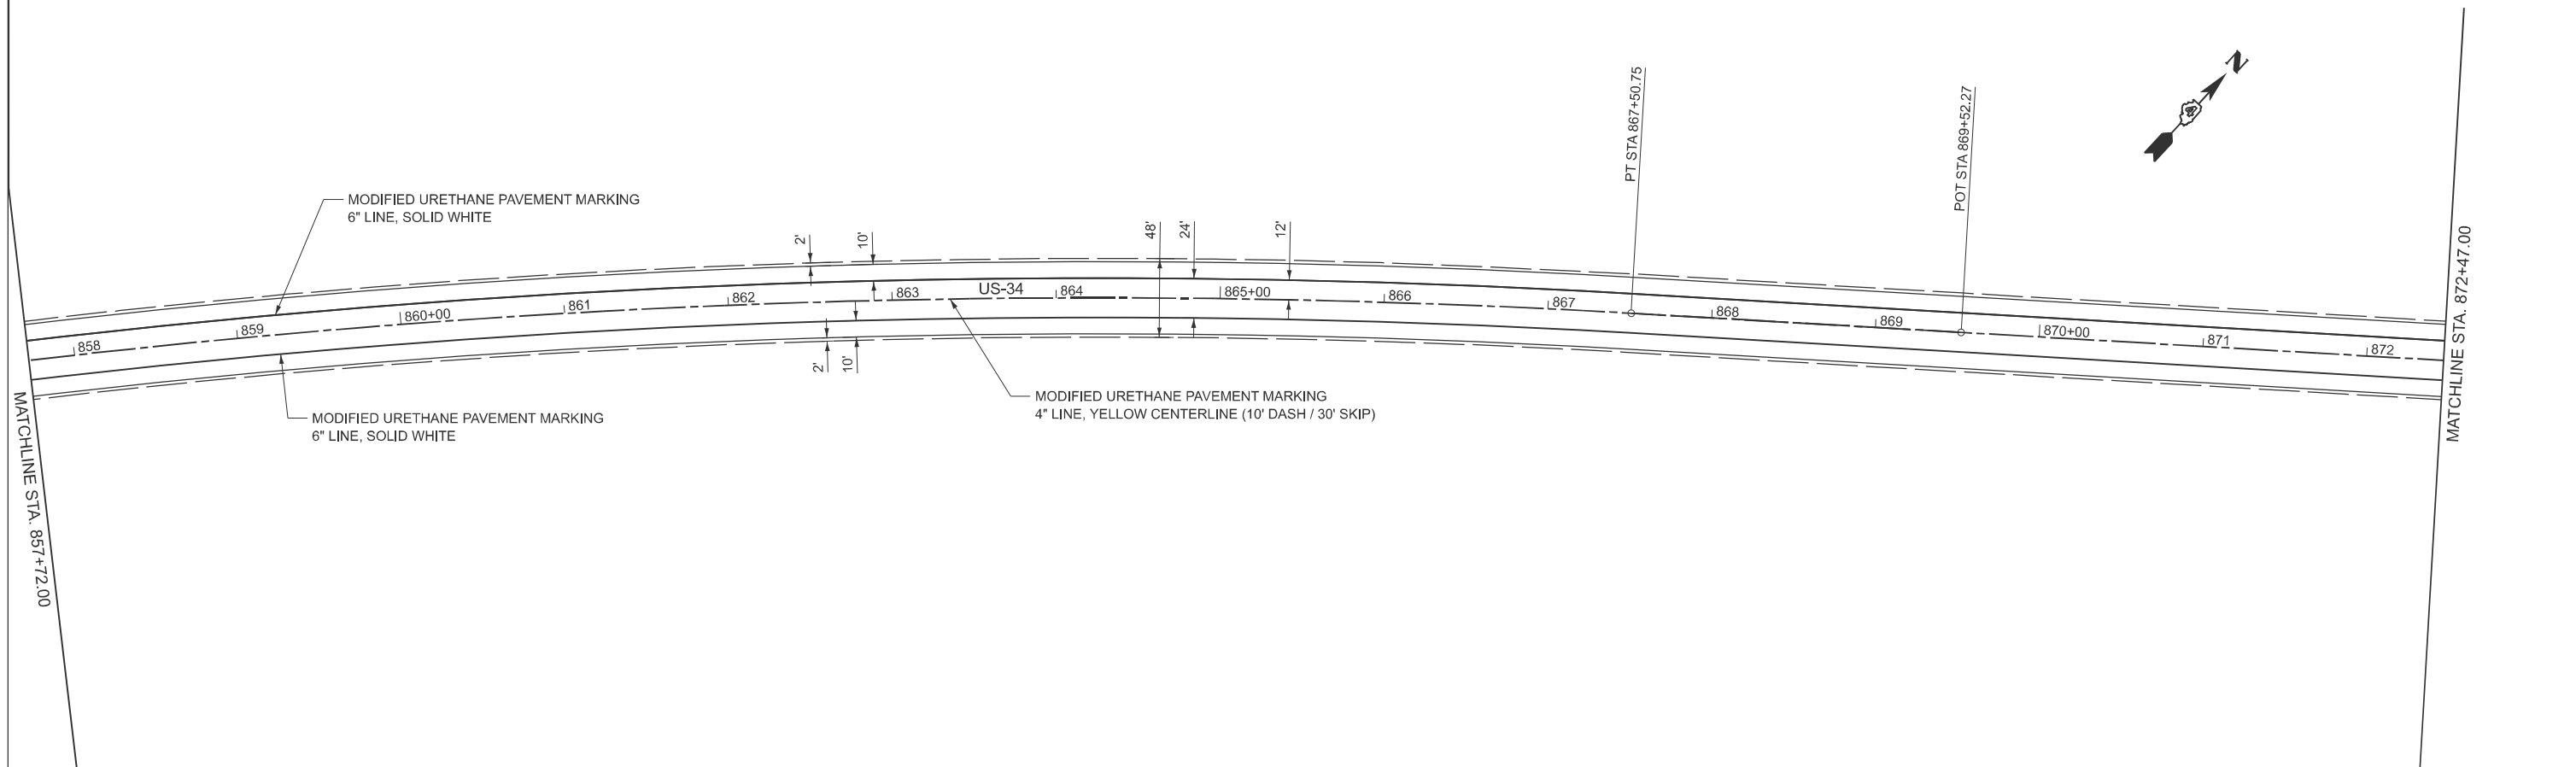 PT STA 867+50.75
POT STA 869+52.27
N
MODIFIED URETHANE PAVEMENT MARKING
6" LINE, SOLID WHITE
2'
10'
48'
24'
12'
858
859
860+00
861
862
863
US-34
864
865+00
866
867
868
869
870+00
871
872
2'
10'
MODIFIED URETHANE PAVEMENT MARKING
6" LINE, SOLID WHITE
MODIFIED URETHANE PAVEMENT MARKING
4" LINE, YELLOW CENTERLINE (10' DASH / 30' SKIP)
MATCHLINE STA. 857+72.00
MATCHLINE STA. 872+47.00